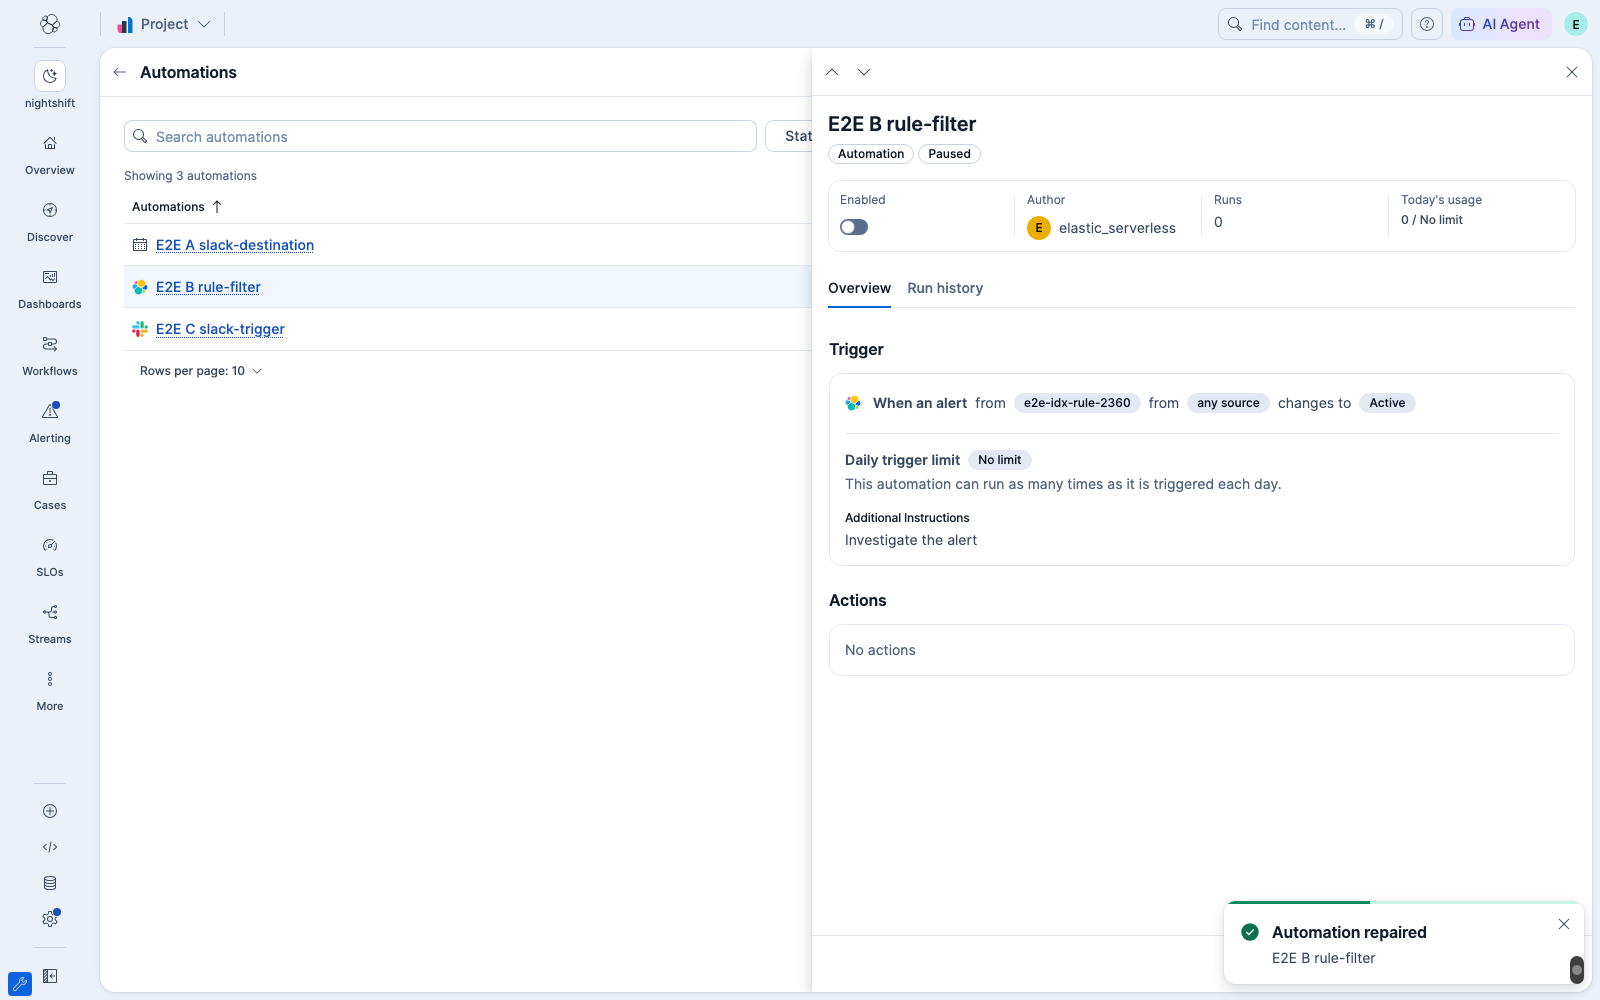 Project
Find content...
⌘ /
AI Agent
E
nightshift
Overview
Discover
Dashboards
Workflows
Alerting
Cases
SLOs
Streams
More
Automations
Search automations
Stat
Showing 3 automations
Automations
E2E A slack-destination
E2E B rule-filter
E2E C slack-trigger
Rows per page: 10
E2E B rule-filter
Automation
Paused
Enabled
Author
E elastic_serverless
Runs
0
Today's usage
0 / No limit
Overview
Run history
Trigger
When an alert from e2e-idx-rule-2360 from any source changes to Active
Daily trigger limit No limit
This automation can run as many times as it is triggered each day.
Additional Instructions
Investigate the alert
Actions
No actions
Automation repaired
E2E B rule-filter